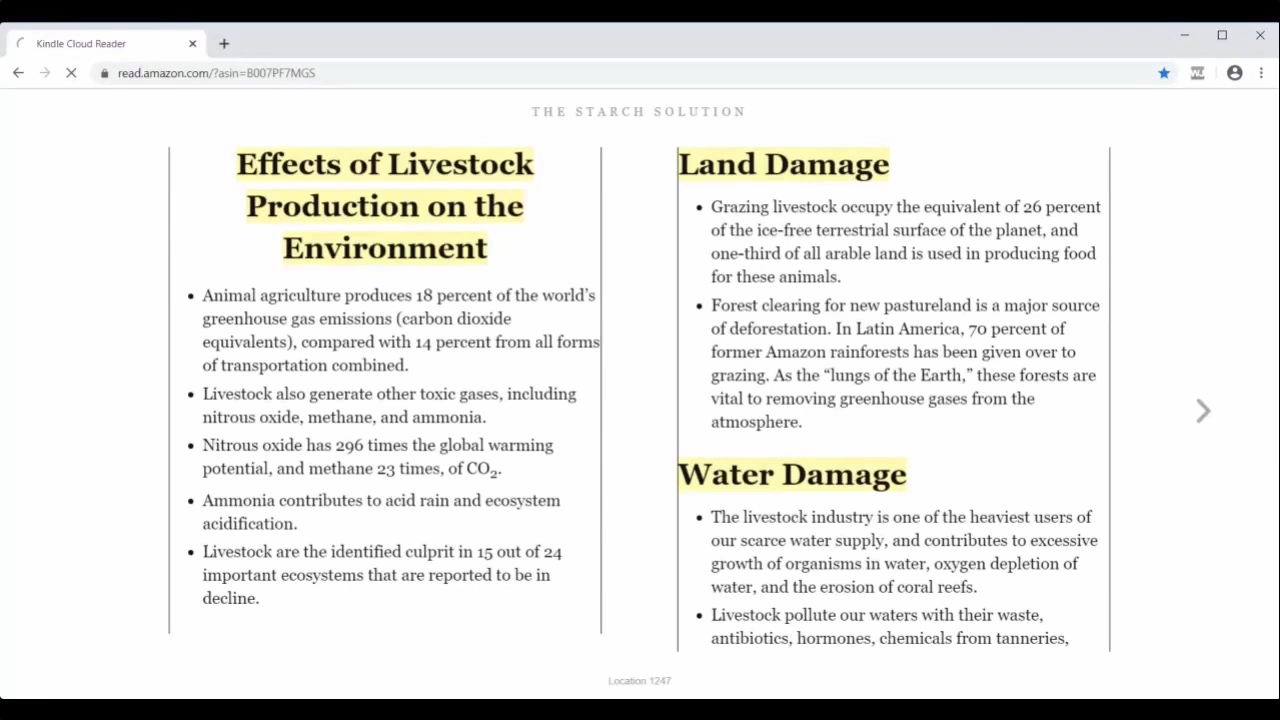 Kindle Cloud Reader
read.amazon.com/?asin=B007PF7MGS
THE STARCH SOLUTION
Effects of Livestock
Production on the
Environment
• Animal agriculture produces 18 percent of the world's
greenhouse gas emissions (carbon dioxide
equivalents), compared with 14 percent from all forms
of transportation combined.
• Livestock also generate other toxic gases, including
nitrous oxide, methane, and ammonia.
• Nitrous oxide has 296 times the global warming
potential, and methane 23 times, of CO₂.
• Ammonia contributes to acid rain and ecosystem
acidification.
• Livestock are the identified culprit in 15 out of 24
important ecosystems that are reported to be in
decline.
Land Damage
• Grazing livestock occupy the equivalent of 26 percent
of the ice-free terrestrial surface of the planet, and
one-third of all arable land is used in producing food
for these animals.
• Forest clearing for new pastureland is a major source
of deforestation. In Latin America, 70 percent of
former Amazon rainforests has been given over to
grazing. As the “lungs of the Earth,” these forests are
vital to removing greenhouse gases from the
atmosphere.
Water Damage
• The livestock industry is one of the heaviest users of
our scarce water supply, and contributes to excessive
growth of organisms in water, oxygen depletion of
water, and the erosion of coral reefs.
• Livestock pollute our waters with their waste,
antibiotics, hormones, chemicals from tanneries,
Location 1247